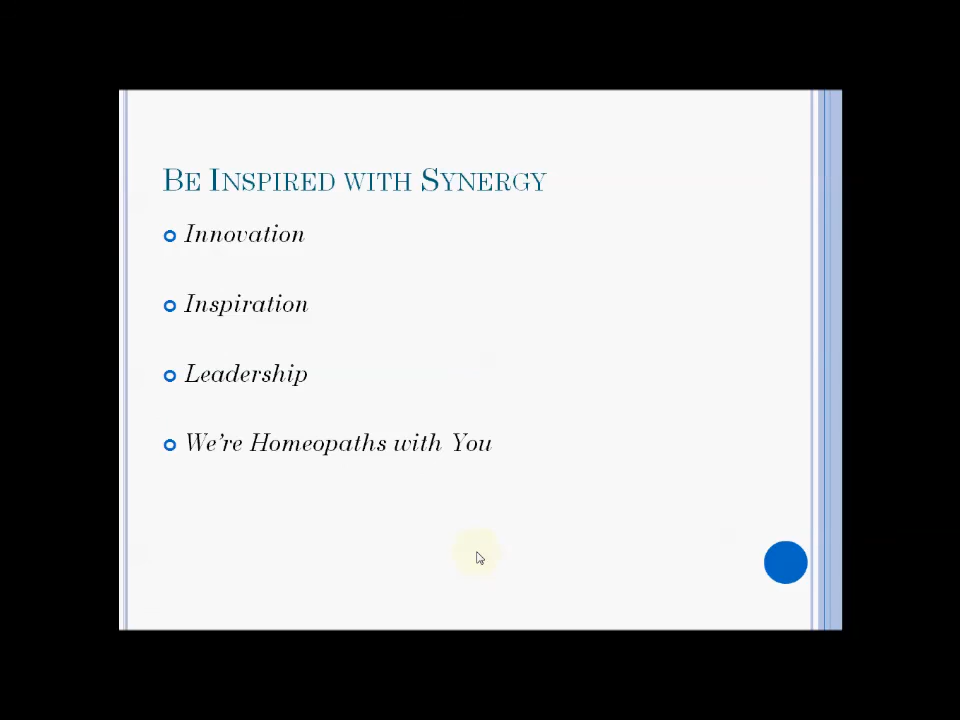 Be Inspired with Synergy
Innovation
Inspiration
Leadership
We're Homeopaths with You